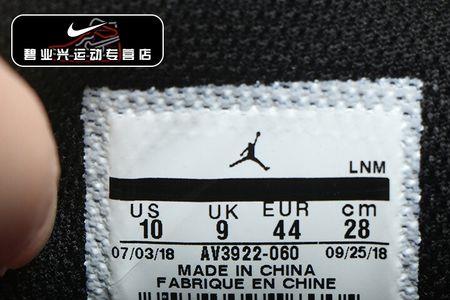 碧业兴运动专营店
LNM
US UK EUR cm
10 9 44 28
07/03/18 AV3922-060 09/25/18
MADE IN CHINA
FABRIQUE EN CHINE